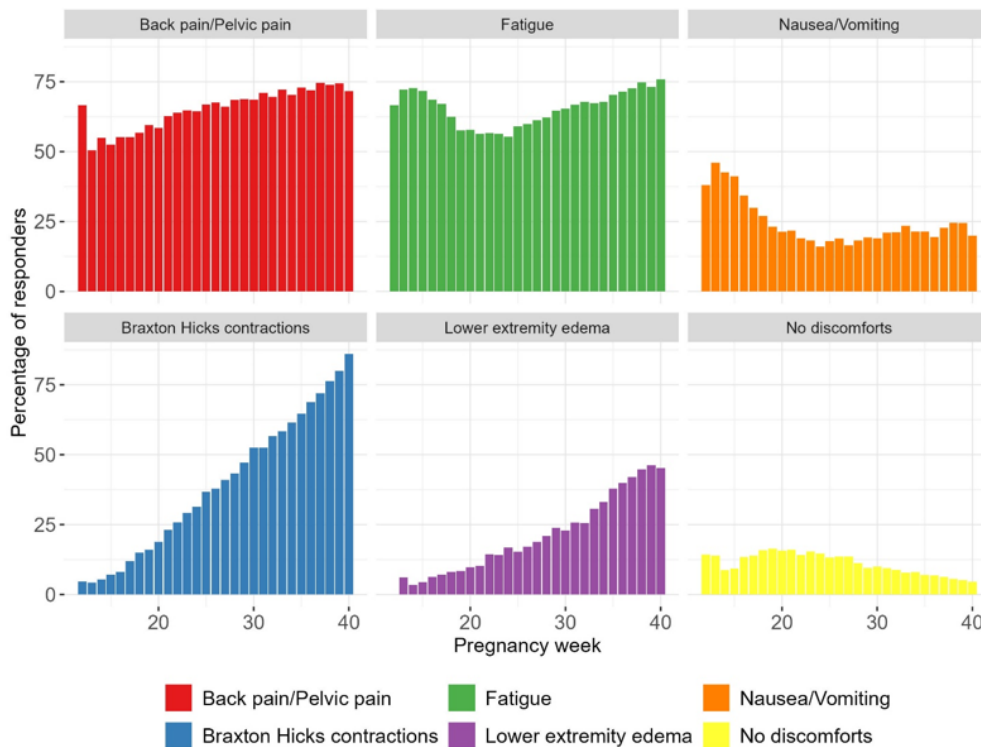 Back pain/Pelvic pain
Fatigue
Nausea/Vomiting
75
50
25
0
Percentage of responders
Braxton Hicks contractions
Lower extremity edema
No discomforts
75
50
25
0
20 30 40
20 30 40
20 30 40
Pregnancy week
Back pain/Pelvic pain
Fatigue
Nausea/Vomiting
Braxton Hicks contractions
Lower extremity edema
No discomforts